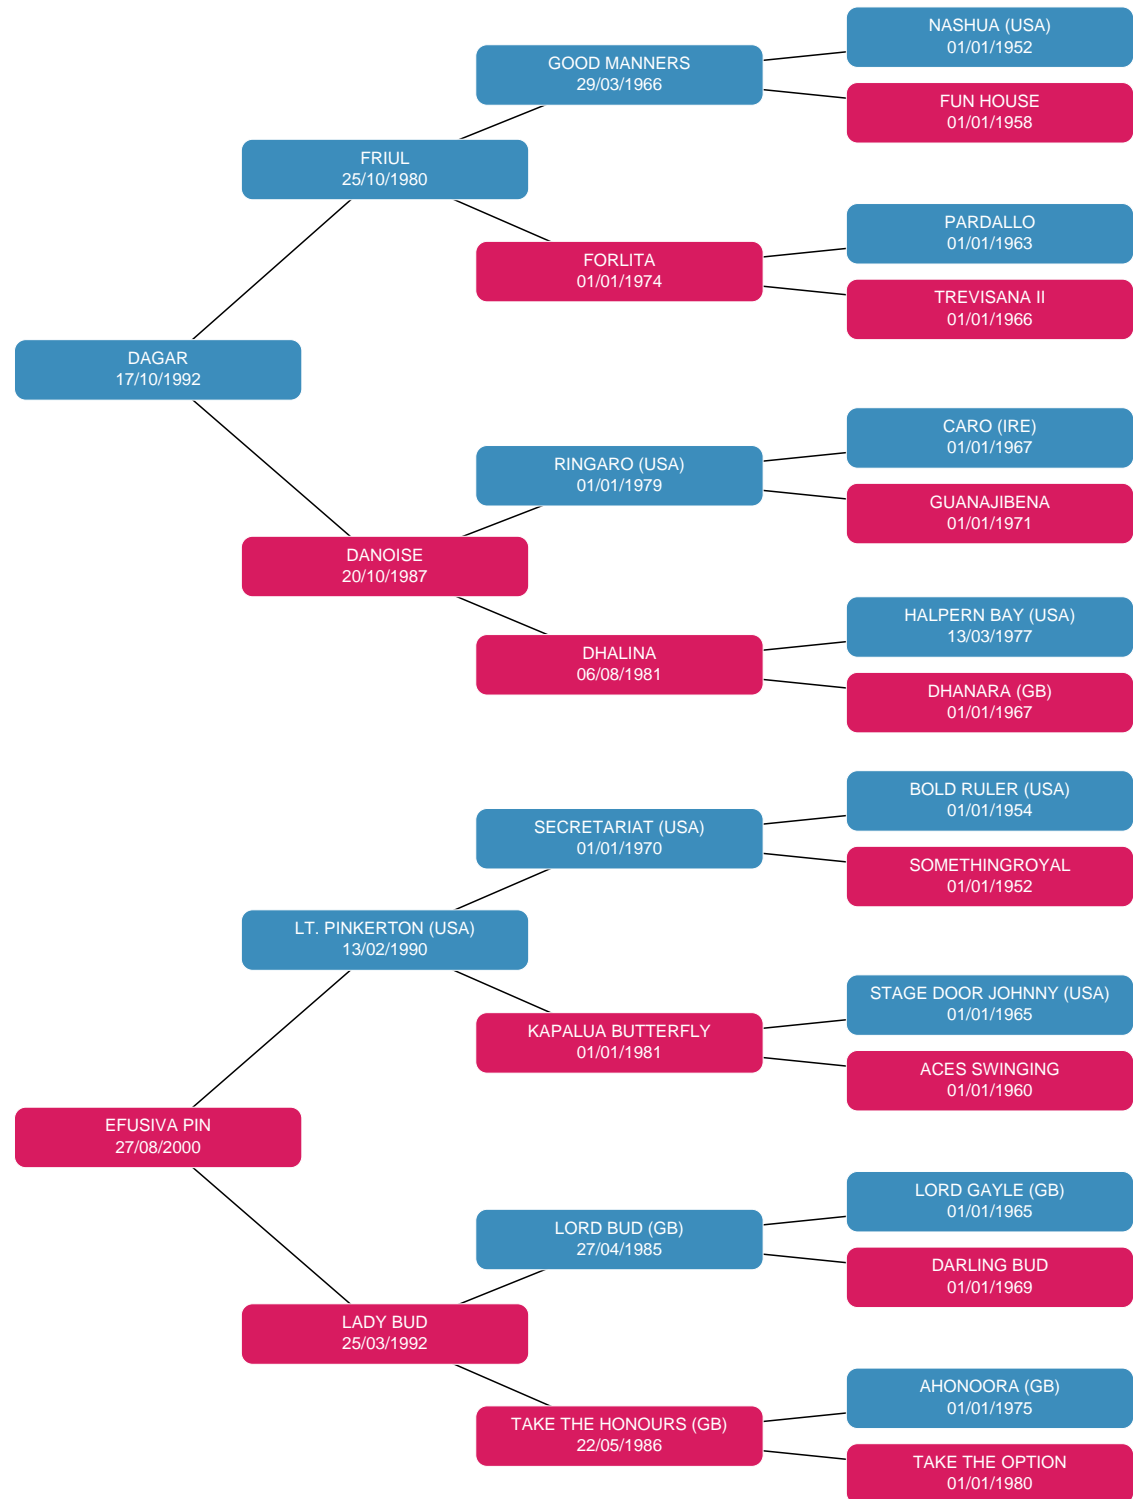 NASHUA (USA)
01/01/1952
GOOD MANNERS
29/03/1966
FUN HOUSE
01/01/1958
FRIUL
25/10/1980
PARDALLO
01/01/1963
FORLITA
01/01/1974
TREVISANA II
01/01/1966
DAGAR
17/10/1992
CARO (IRE)
01/01/1967
RINGARO (USA)
01/01/1979
GUANAJIBENA
01/01/1971
DANOISE
20/10/1987
HALPERN BAY (USA)
13/03/1977
DHALINA
06/08/1981
DHANARA (GB)
01/01/1967
BOLD RULER (USA)
01/01/1954
SECRETARIAT (USA)
01/01/1970
SOMETHINGROYAL
01/01/1952
LT. PINKERTON (USA)
13/02/1990
STAGE DOOR JOHNNY (USA)
01/01/1965
KAPALUA BUTTERFLY
01/01/1981
ACES SWINGING
01/01/1960
EFUSIVA PIN
27/08/2000
LORD GAYLE (GB)
01/01/1965
LORD BUD (GB)
27/04/1985
DARLING BUD
01/01/1969
LADY BUD
25/03/1992
AHONOORA (GB)
01/01/1975
TAKE THE HONOURS (GB)
22/05/1986
TAKE THE OPTION
01/01/1980